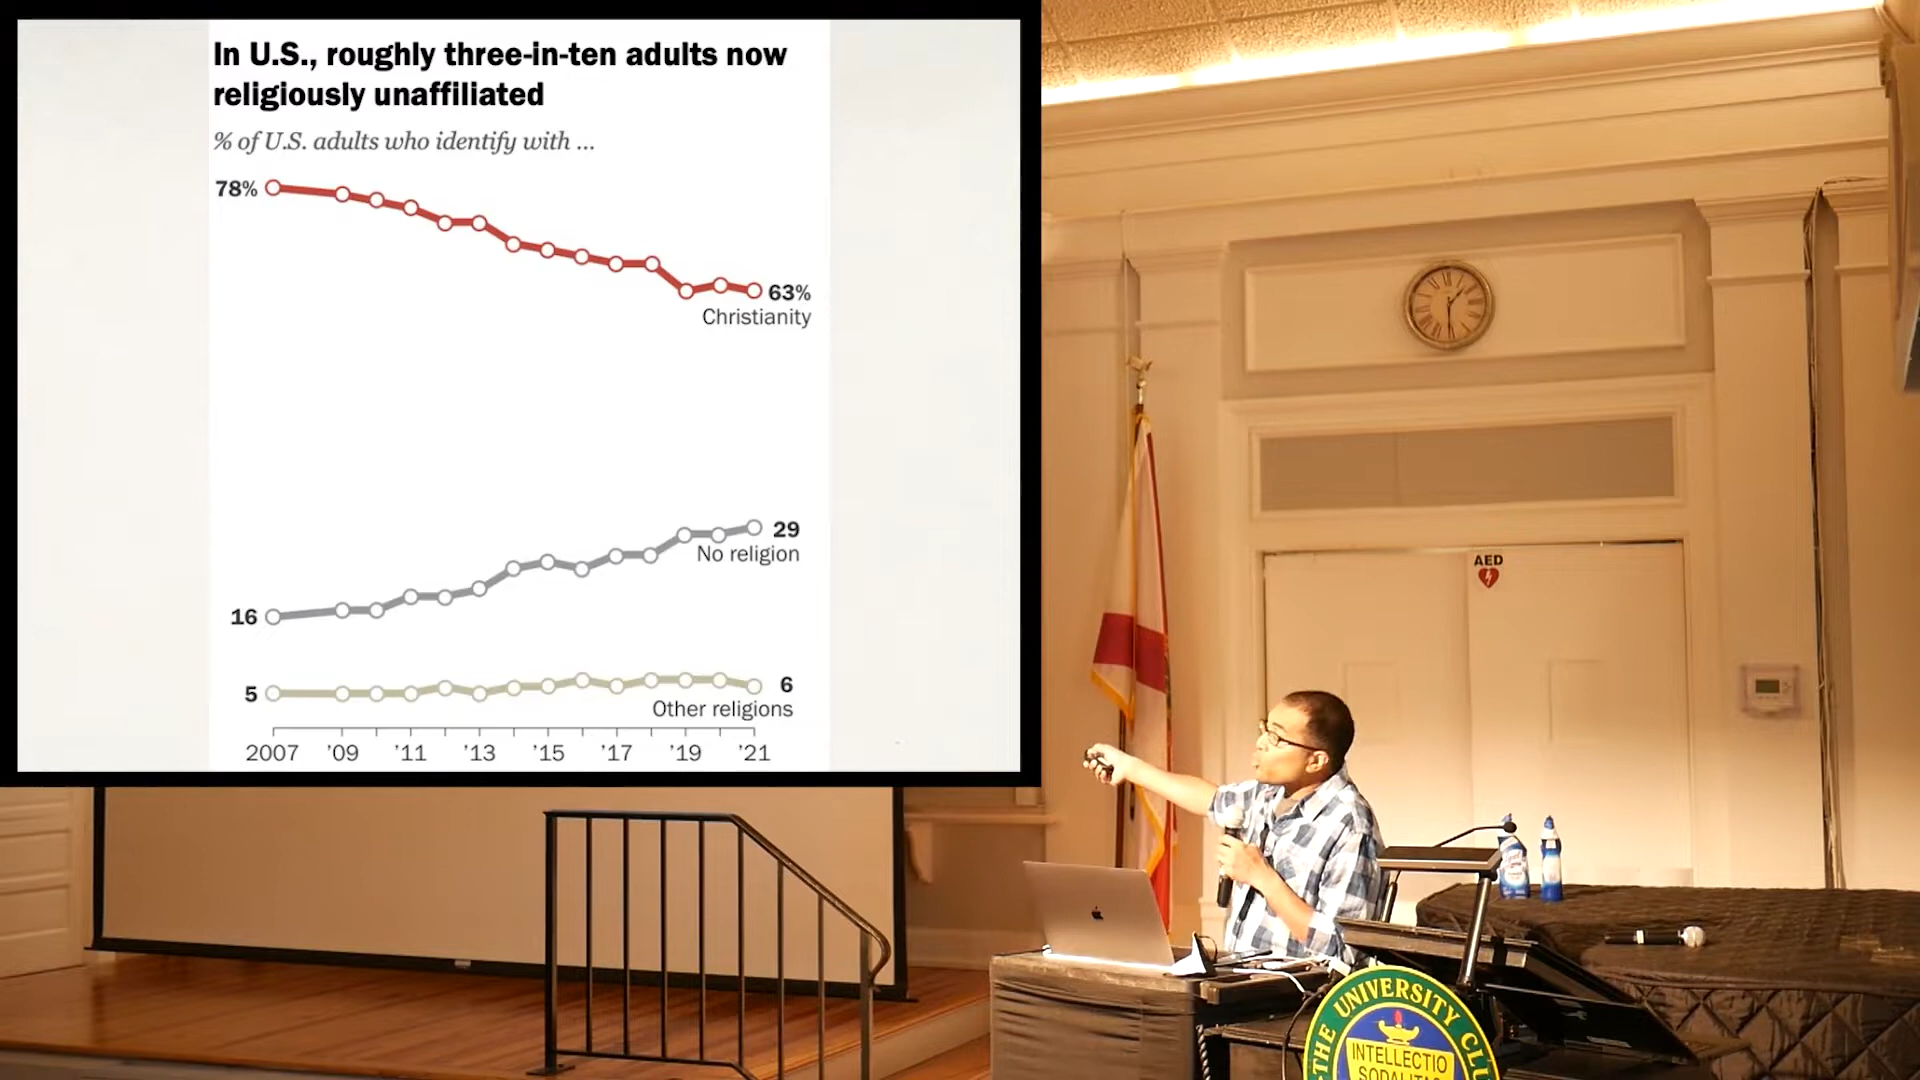 In U.S., roughly three-in-ten adults now
religiously unaffiliated
% of U.S. adults who identify with ...
78%
63%
Christianity
29
No religion
16
5
6
Other religions
2007 '09 '11 '13 '15 '17 '19 '21
AED
THE UNIVERSITY CLU
INTELLECTIO